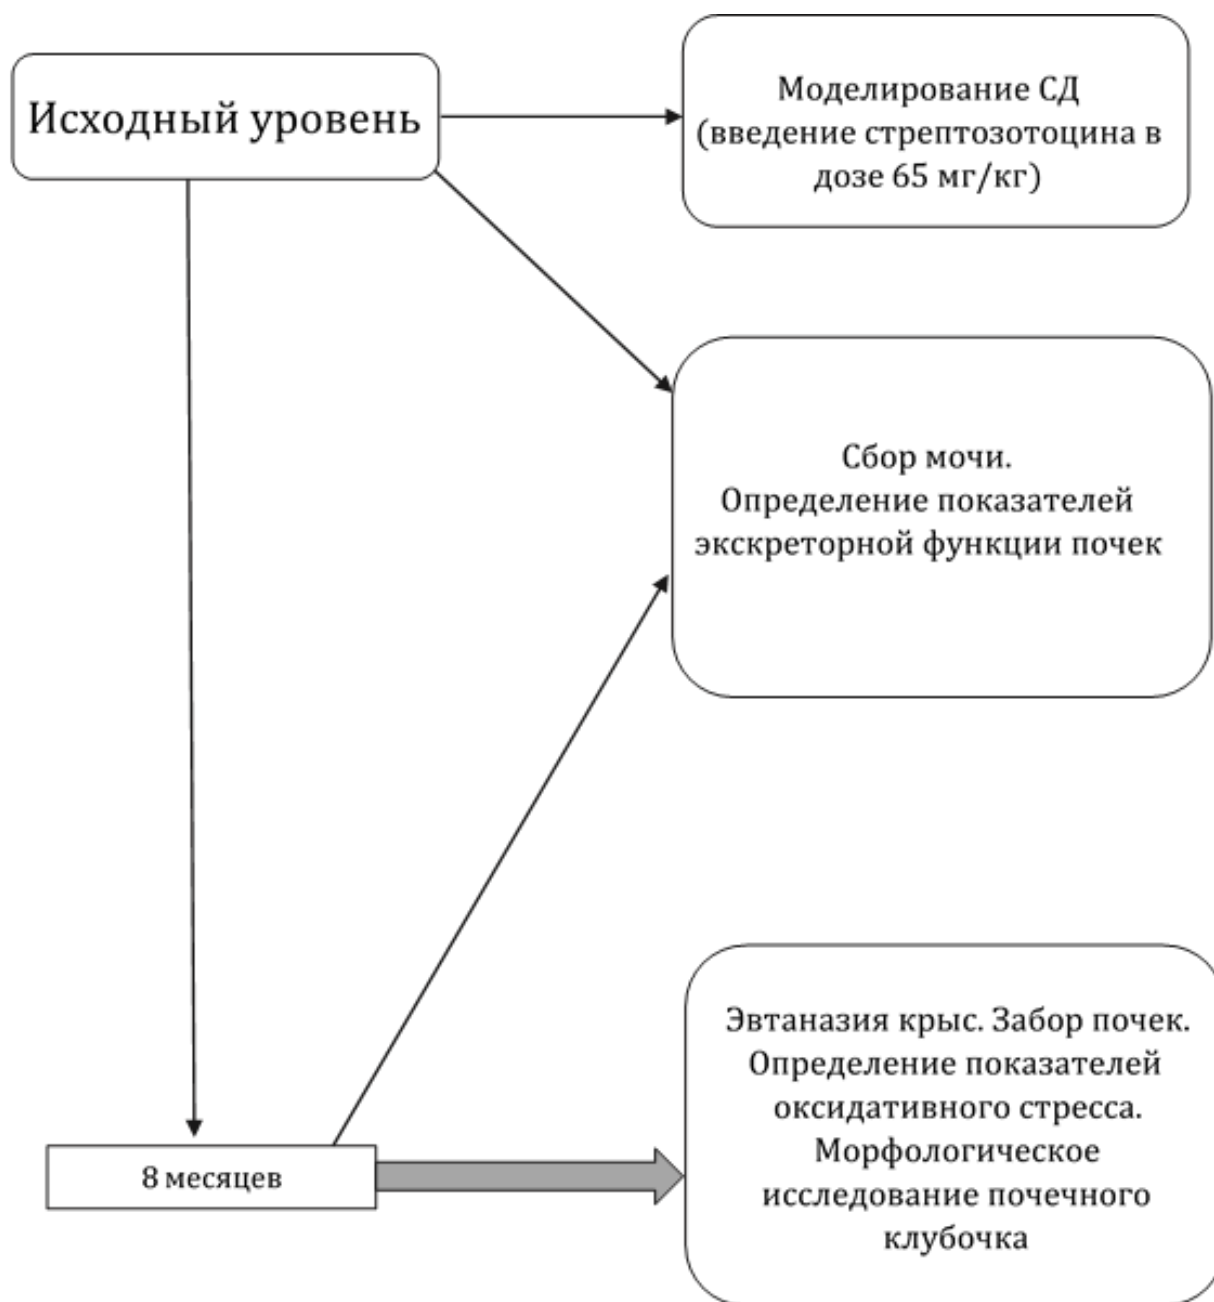 Исходный уровень
Моделирование СД
(введение стрептозотоцина в
дозе 65 мг/кг)
Сбор мочи.
Определение показателей
экскреторной функции почек
8 месяцев
Эвтаназия крыс. Забор почек.
Определение показателей
оксидативного стресса.
Морфологическое
исследование почечного
клубочка